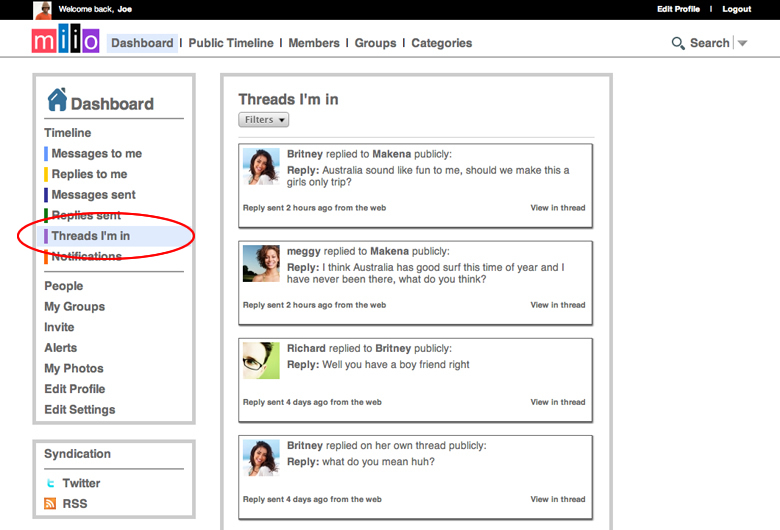 Welcome back, Joe
Edit Profile | Logout
miio
Dashboard | Public Timeline | Members | Groups | Categories
Search
Dashboard
Timeline
Messages to me
Replies to me
Messages sent
Replies sent
Threads I'm in
Notifications
People
My Groups
Invite
Alerts
My Photos
Edit Profile
Edit Settings
Syndication
Twitter
RSS
Threads I'm in
Filters
Britney replied to Makena publicly:
Reply: Australia sound like fun to me, should we make this a
girls only trip?
Reply sent 2 hours ago from the web
View in thread
meggy replied to Makena publicly:
Reply: I think Australia has good surf this time of year and I
have never been there, what do you think?
Reply sent 2 hours ago from the web
View in thread
Richard replied to Britney publicly:
Reply: Well you have a boy friend right
Reply sent 4 days ago from the web
View in thread
Britney replied on her own thread publicly:
Reply: what do you mean huh?
Reply sent 4 days ago from the web
View in thread